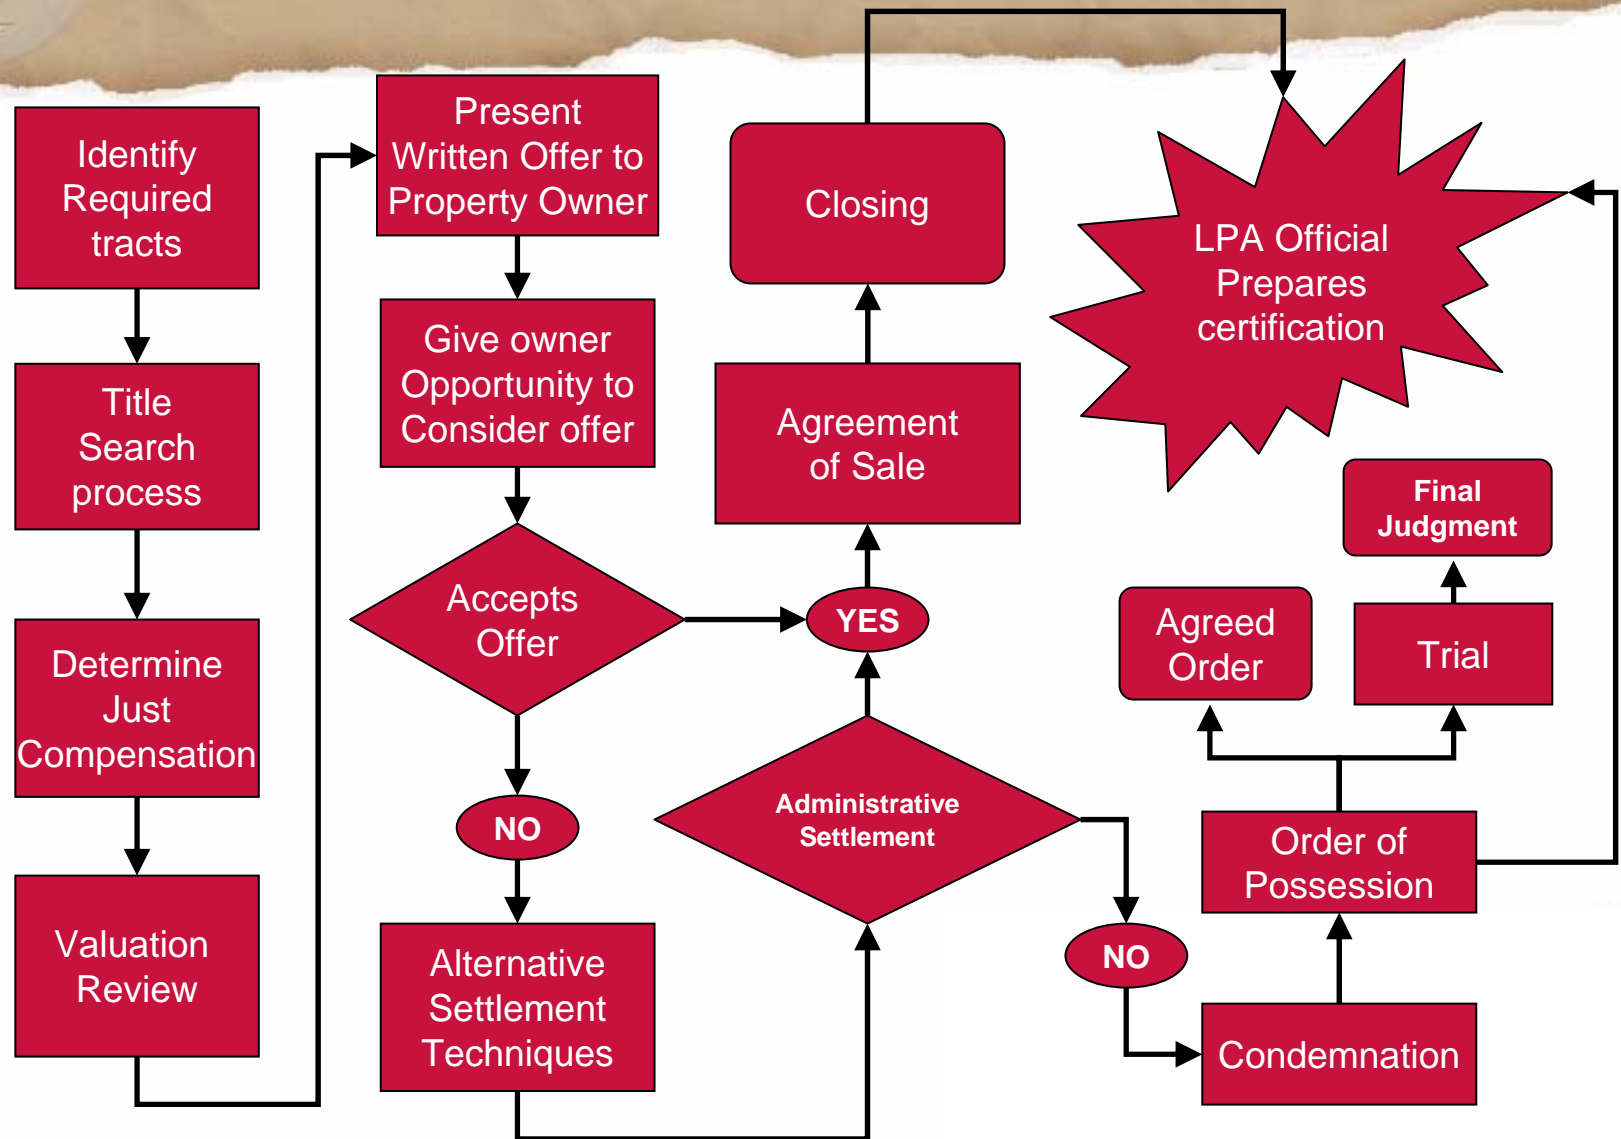 Identify
Required
tracts
Title
Search
process
Determine
Just
Compensation
Valuation
Review
Present
Written Offer to
Property Owner
Give owner
Opportunity to
Consider offer
Accepts
Offer
NO
Alternative
Settlement
Techniques
Closing
Agreement
of Sale
YES
Administrative
Settlement
NO
Condemnation
Order of
Possession
Agreed
Order
Trial
Final
Judgment
LPA Official
Prepares
certification